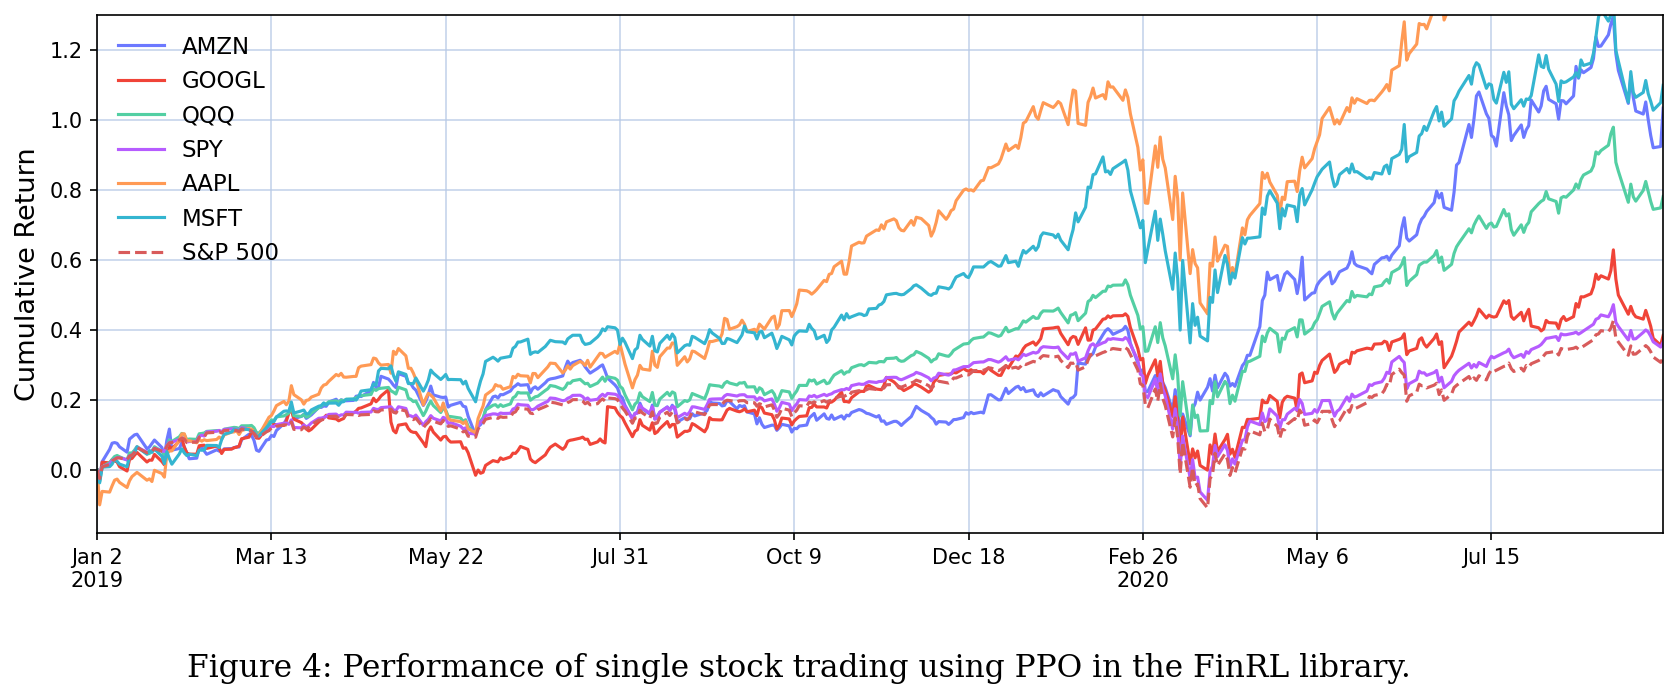 Cumulative Return
1.2
1.0
0.8
0.6
0.4
0.2
0.0
AMZN
GOOGL
QQQ
SPY
AAPL
MSFT
S&P 500
Jan 2 Mar 13 May 22 Jul 31 Oct 9 Dec 18 Feb 26 May 6 Jul 15
2019 2020
Figure 4: Performance of single stock trading using PPO in the FinRL library.